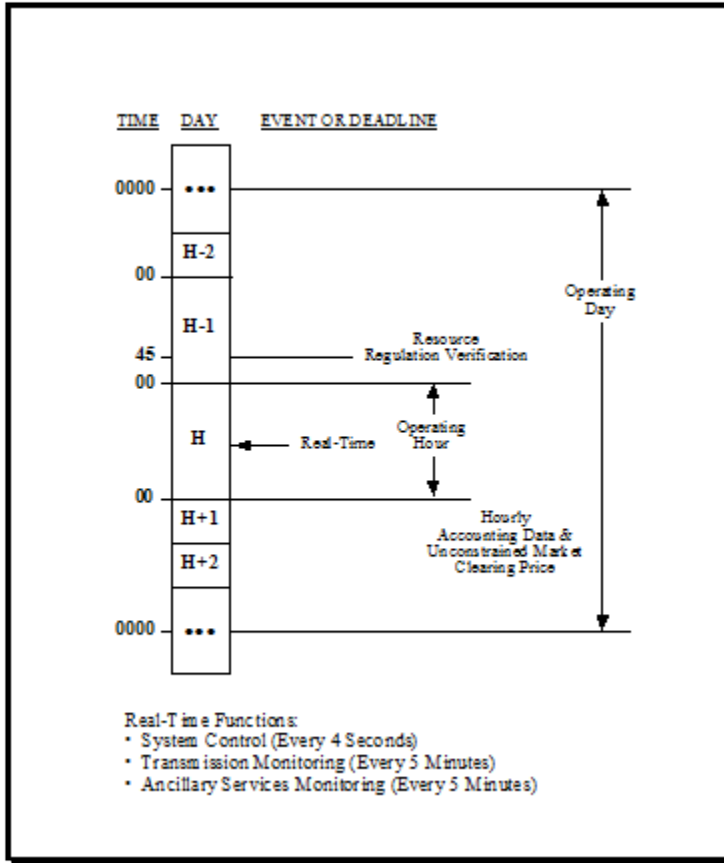 TIME DAY EVENT OR DEADLINE
0000 •••
H-2
00
Operating
Day
H-1
Resource
45 Regulation Verification
00
Operating
H Real-Time
Hour
00
H+1 Hourly
Accounting Data &
Unconstrained Market
H+2 Clearing Price
0000 •••
Real-Time Functions:
• System Control (Every 4 Seconds)
• Transmission Monitoring (Every 5 Minutes)
• Ancillary Services Monitoring (Every 5 Minutes)